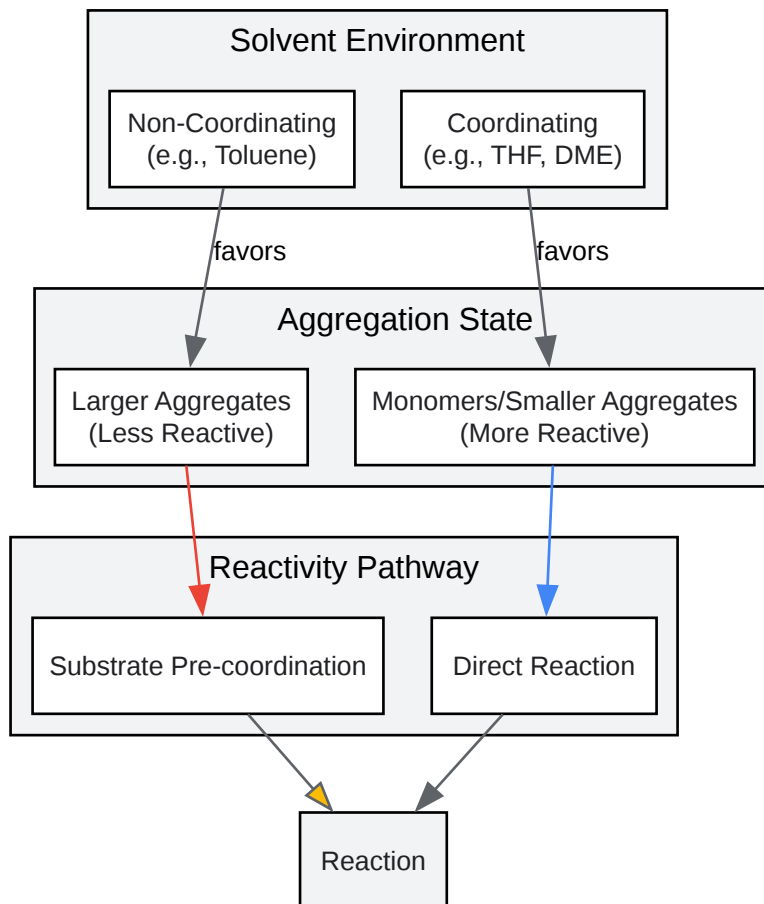 Solvent Environment
Non-Coordinating
(e.g., Toluene)
Coordinating
(e.g., THF, DME)
favors
favors
Aggregation State
Larger Aggregates
(Less Reactive)
Monomers/Smaller Aggregates
(More Reactive)
Reactivity Pathway
Substrate Pre-coordination
Direct Reaction
Reaction